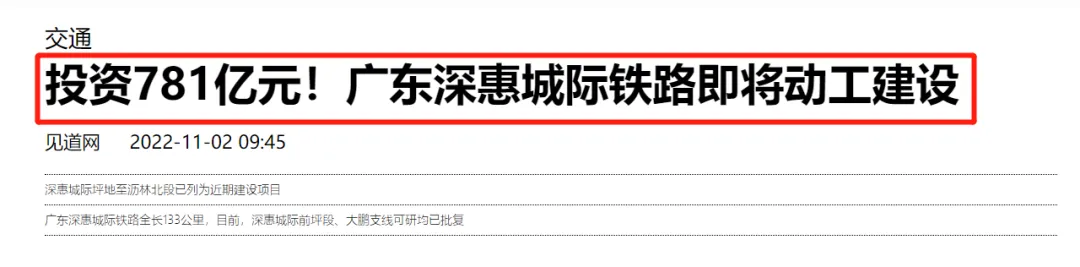 交通
投资781亿元！广东深惠城际铁路即将动工建设
见道网 2022-11-02 09:45
深惠城际坪地至沥林北段已列为近期建设项目
广东深惠城际铁路全长133公里，目前，深惠城际前坪段、大鹏支线可研均已批复